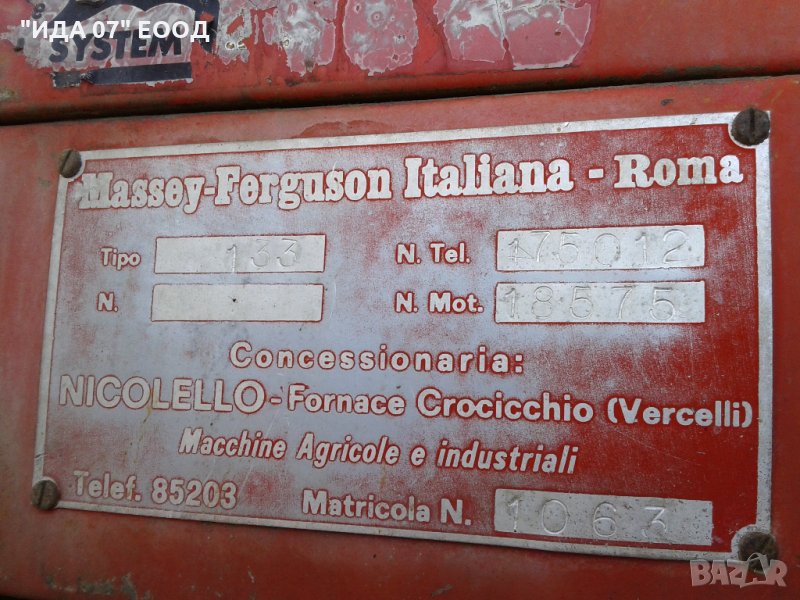 "ИДА 07" ЕООД
SYSTEM
Massey-Ferguson Italiana - Roma
Tipo 133 N. Tel. 175012
N. N. Mot. 18575
Concessionaria:
NICOLELLO - Fornace Crocicchio (Vercelli)
Macchine Agricole e industriali
Telef. 85203 Matricola N. 1063
BAZAR